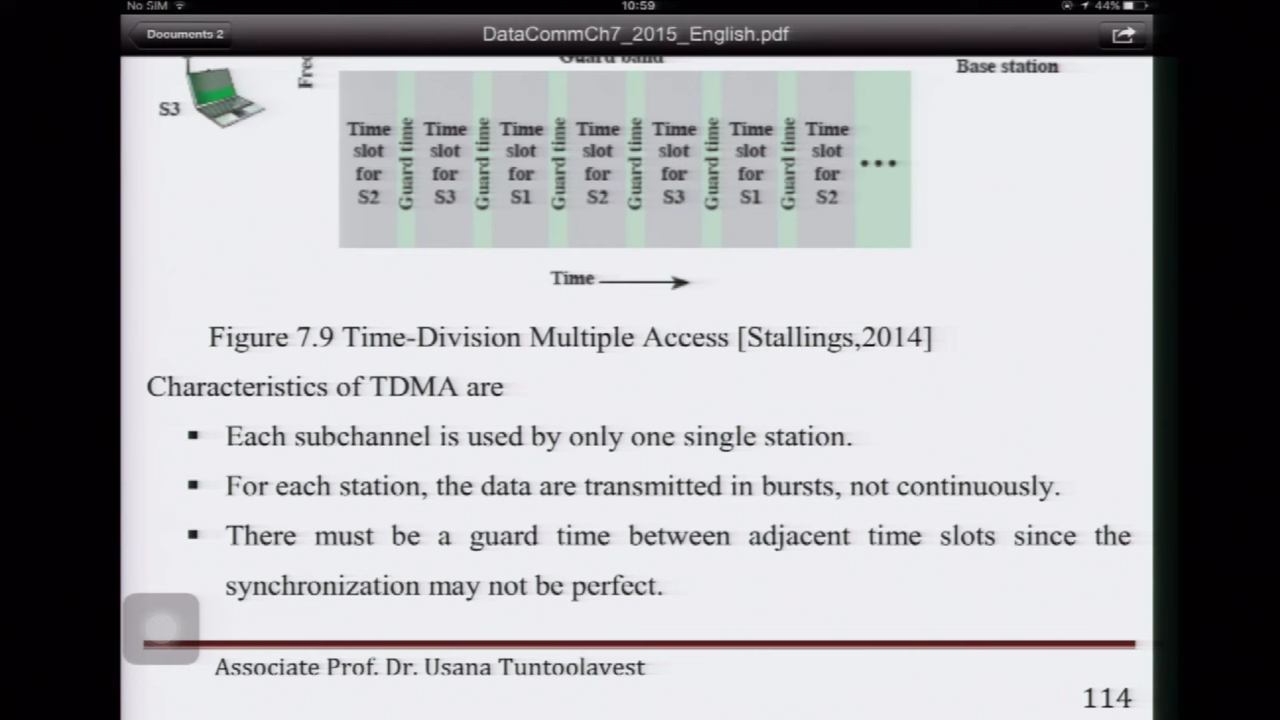 No SIM 10:59 44%
Documents 2 DataCommCh7_2015_English.pdf
Guard band
Base station
S3
Time slot for S2
Guard time
Time slot for S3
Guard time
Time slot for S1
Guard time
Time slot for S2
Guard time
Time slot for S3
Guard time
Time slot for S1
Guard time
Time slot for S2
•••
Time
Figure 7.9 Time-Division Multiple Access [Stallings,2014]
Characteristics of TDMA are
▪ Each subchannel is used by only one single station.
▪ For each station, the data are transmitted in bursts, not continuously.
▪ There must be a guard time between adjacent time slots since the
synchronization may not be perfect.
Associate Prof. Dr. Usana Tuntoolavest
114